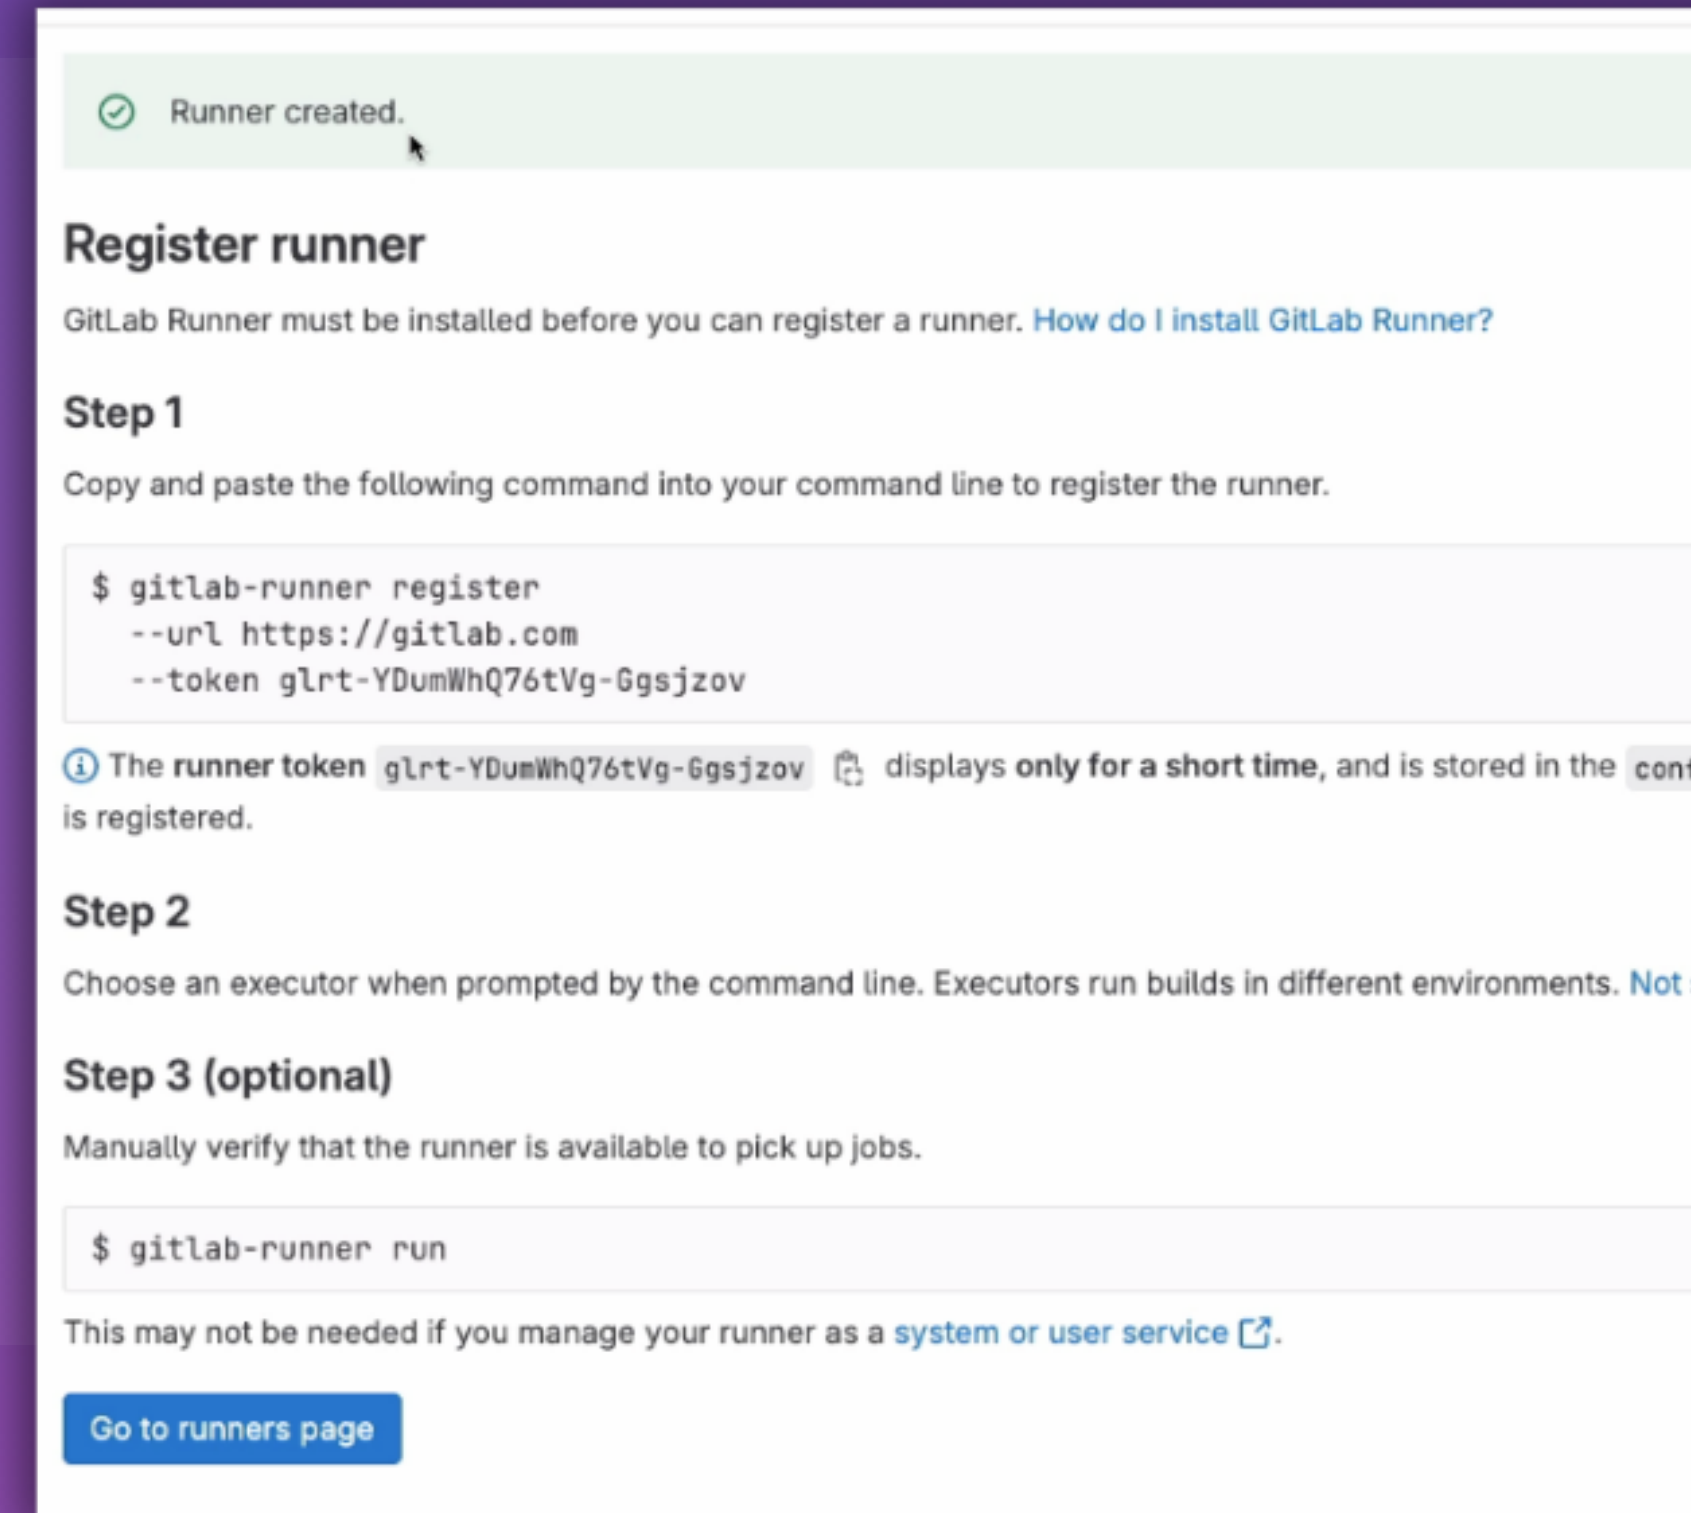 Runner created.
Register runner
GitLab Runner must be installed before you can register a runner. How do I install GitLab Runner?
Step 1
Copy and paste the following command into your command line to register the runner.
$ gitlab-runner register
--url https://gitlab.com
--token glrt-YDumWhQ76tVg-Ggsjzov
The runner token glrt-YDumWhQ76tVg-Ggsjzov displays only for a short time, and is stored in the
is registered.
Step 2
Choose an executor when prompted by the command line. Executors run builds in different environments. Not
Step 3 (optional)
Manually verify that the runner is available to pick up jobs.
$ gitlab-runner run
This may not be needed if you manage your runner as a system or user service.
Go to runners page